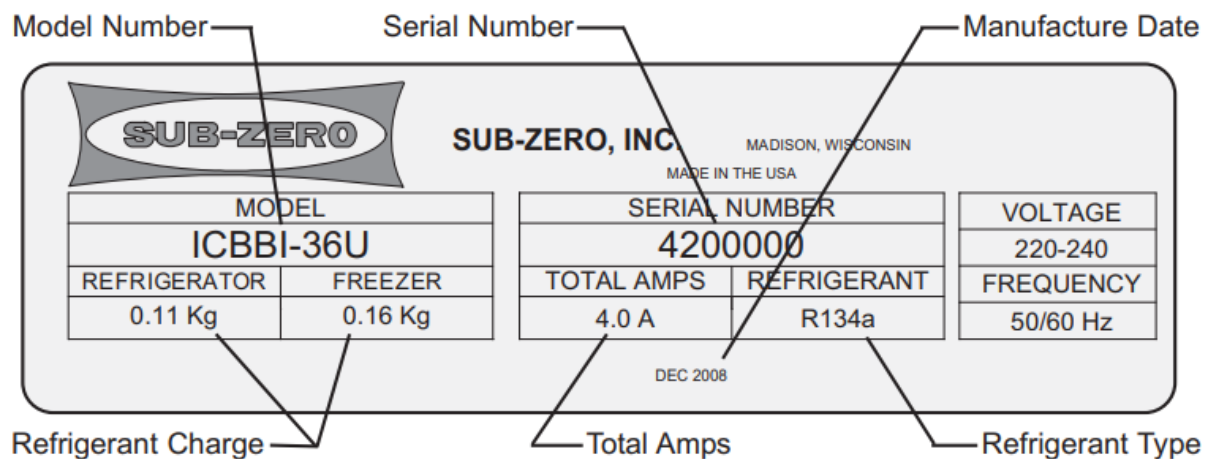 Model Number Serial Number Manufacture Date
SUB-ZERO SUB-ZERO, INC. MADISON, WISCONSIN
MADE IN THE USA
MODEL SERIAL NUMBER VOLTAGE
ICBBI-36U 4200000 220-240
REFRIGERATOR FREEZER TOTAL AMPS REFRIGERANT FREQUENCY
0.11 Kg 0.16 Kg 4.0 A R134a 50/60 Hz
DEC 2008
Refrigerant Charge Total Amps Refrigerant Type